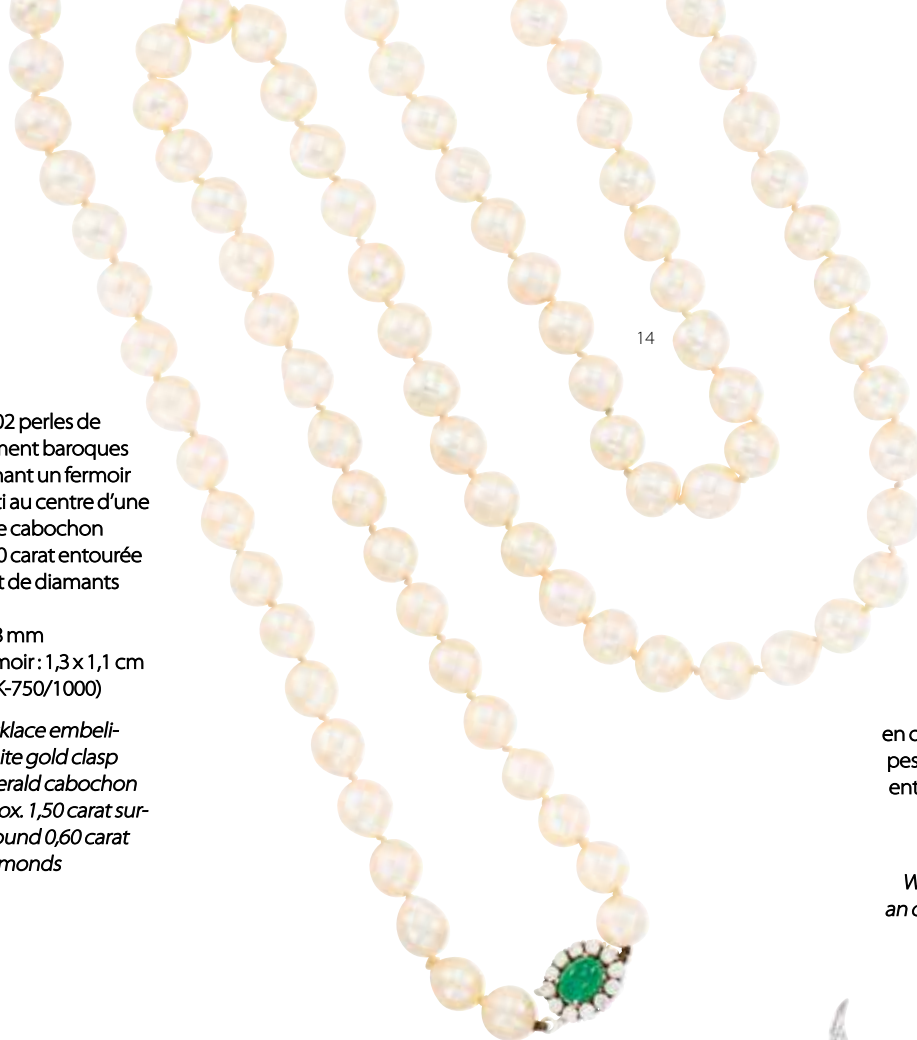 14
02 perles de
ment baroques
nant un fermoir
ti au centre d'une
e cabochon
0 carat entourée
t de diamants
3 mm
moir : 1,3 x 1,1 cm
K-750/1000)
klace embeli-
ite gold clasp
erald cabochon
ox. 1,50 carat sur-
ound 0,60 carat
monds
en c
pes
ent
W
an c